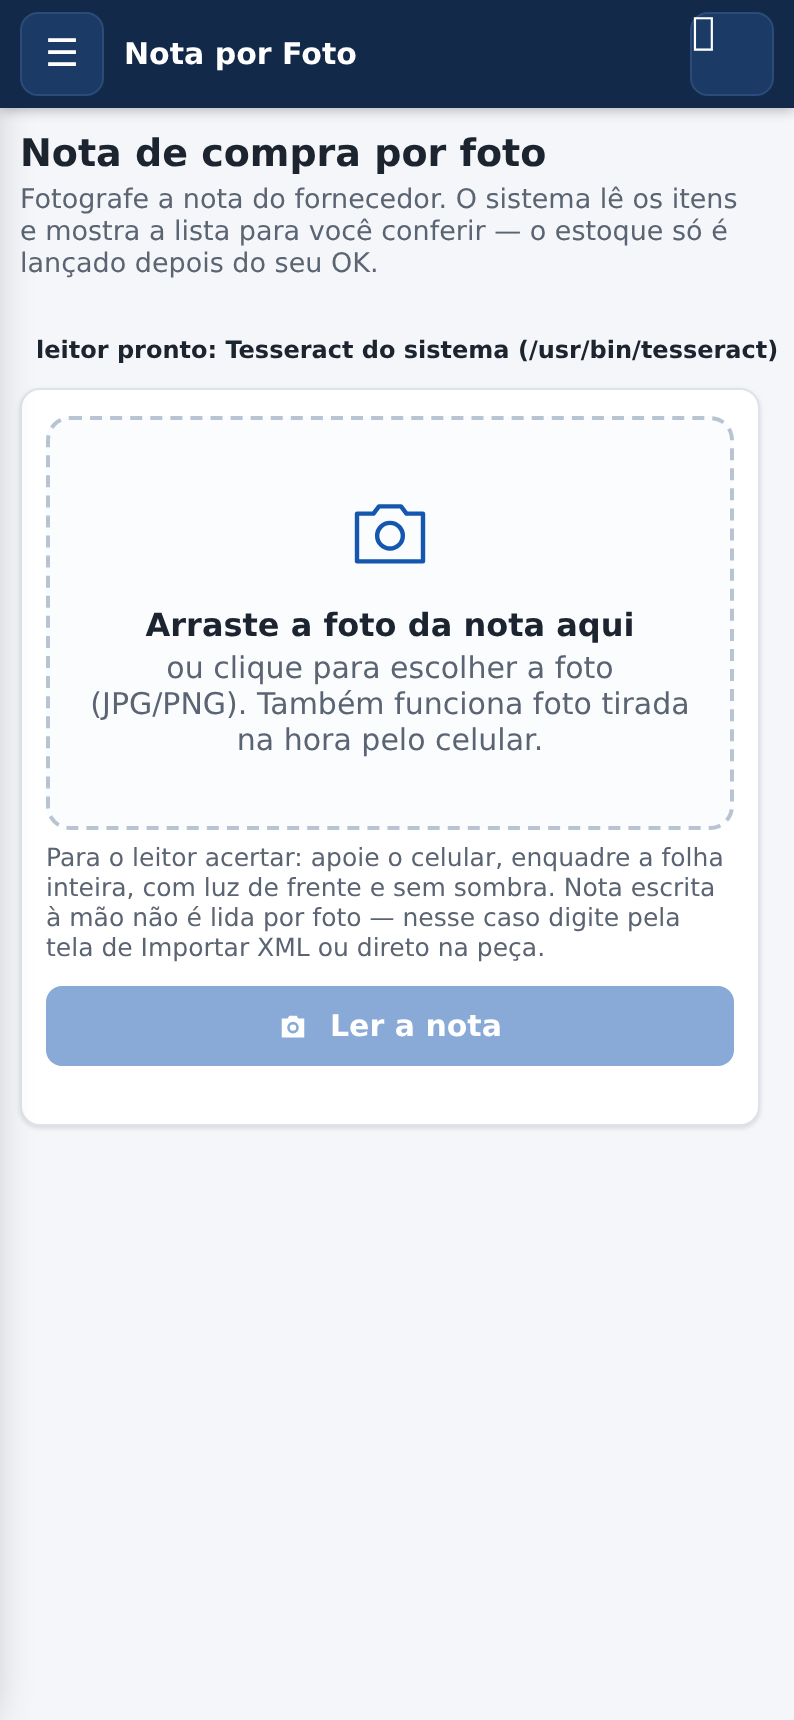 ☰ Nota por Foto
Nota de compra por foto
Fotografe a nota do fornecedor. O sistema lê os itens
e mostra a lista para você conferir — o estoque só é
lançado depois do seu OK.
leitor pronto: Tesseract do sistema (/usr/bin/tesseract)
Arraste a foto da nota aqui
ou clique para escolher a foto
(JPG/PNG). Também funciona foto tirada
na hora pelo celular.
Para o leitor acertar: apoie o celular, enquadre a folha
inteira, com luz de frente e sem sombra. Nota escrita
à mão não é lida por foto — nesse caso digite pela
tela de Importar XML ou direto na peça.
Ler a nota